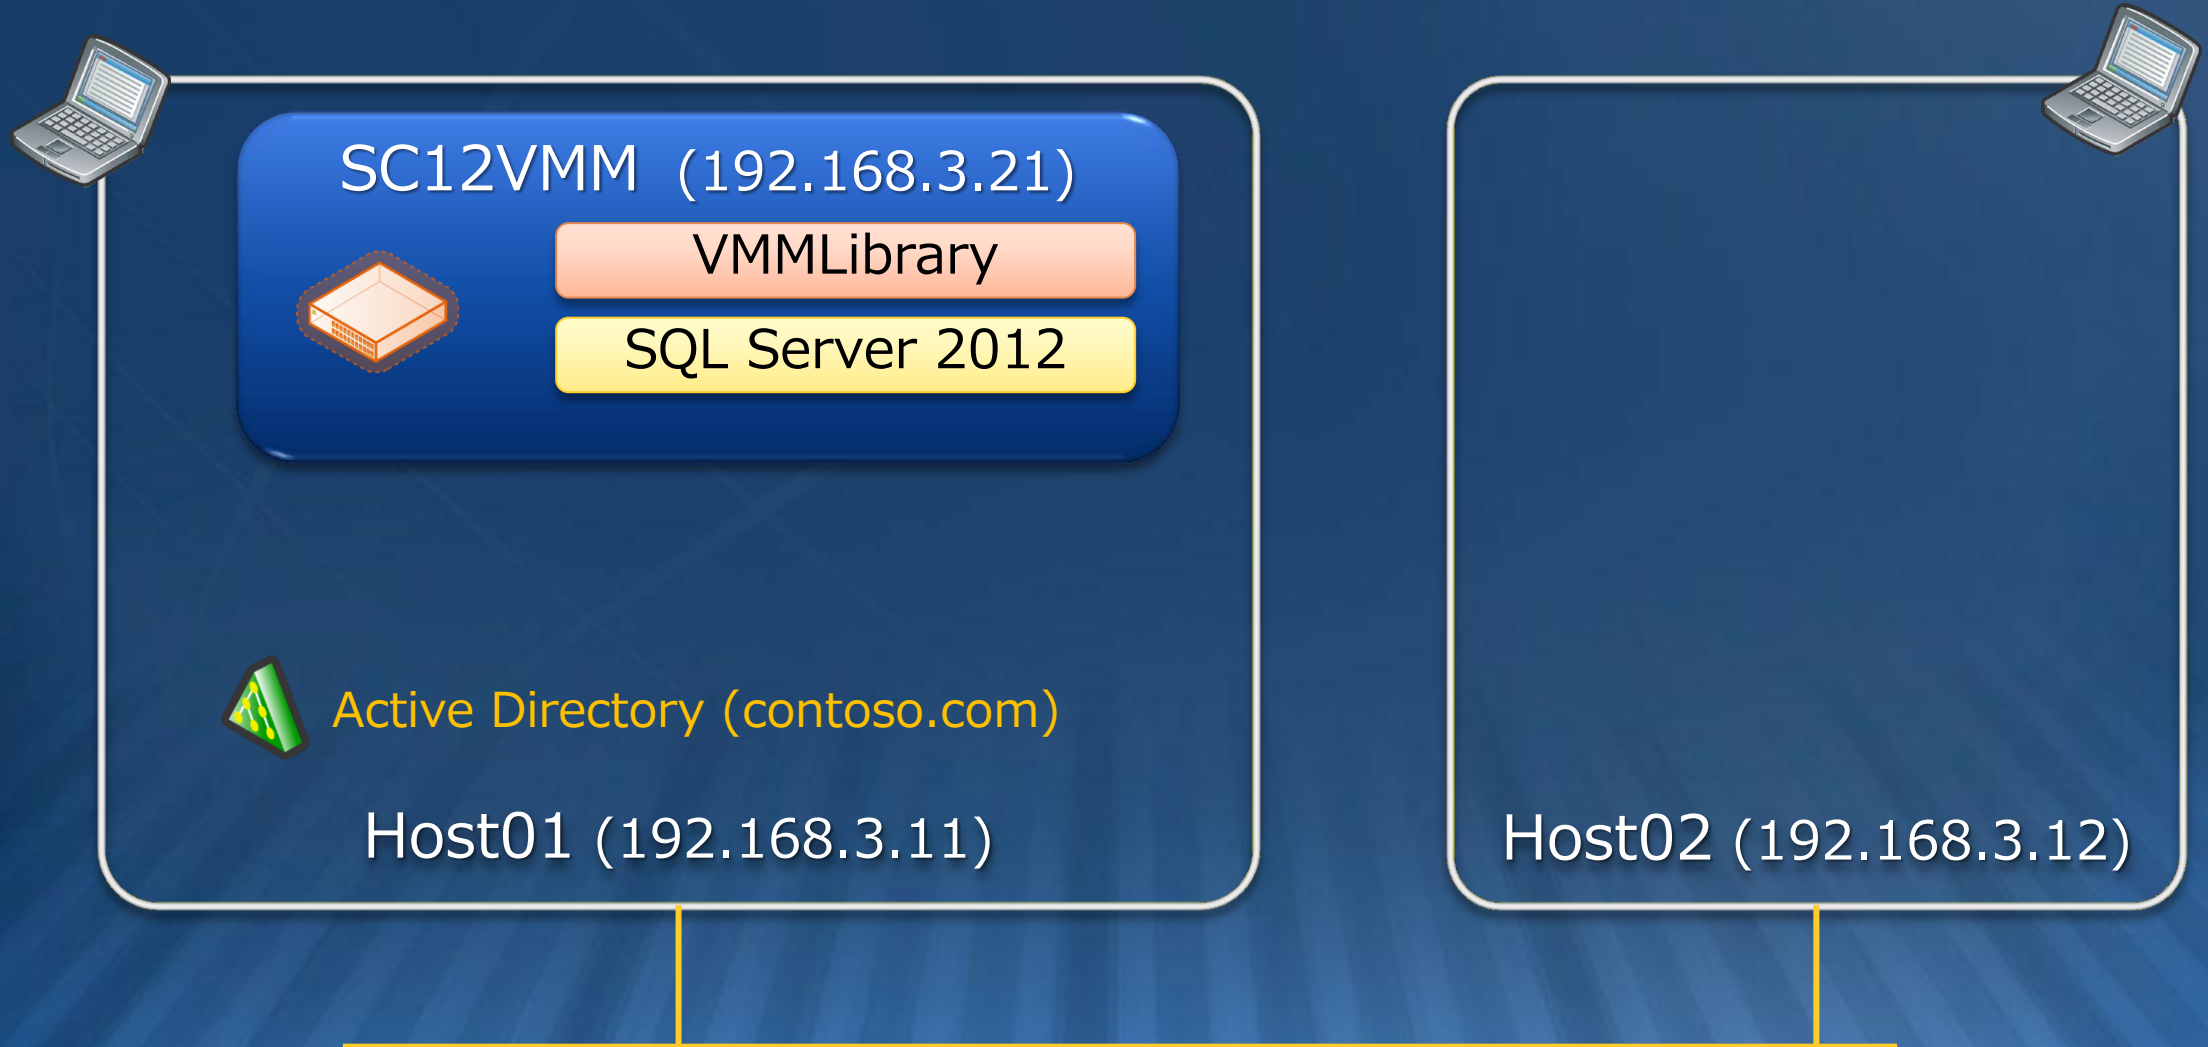 SC12VMM (192.168.3.21)
VMMLibrary
SQL Server 2012
Active Directory (contoso.com)
Host01 (192.168.3.11)
Host02 (192.168.3.12)